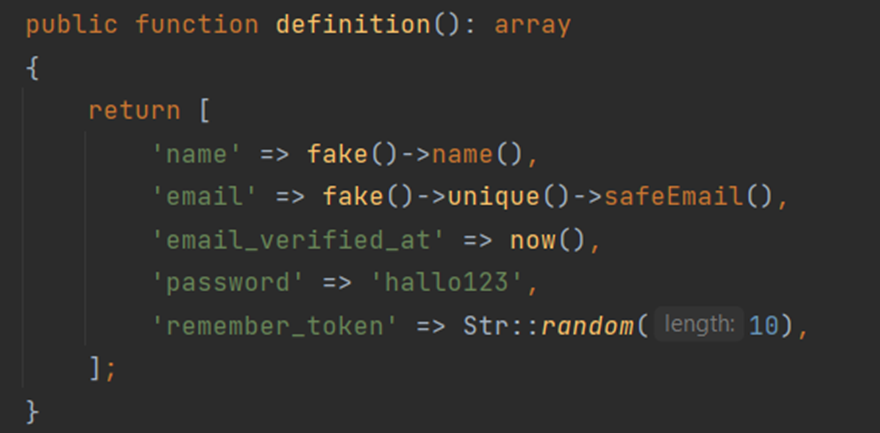 public function definition(): array
{
return [
'name' => fake()->name(),
'email' => fake()->unique()->safeEmail(),
'email_verified_at' => now(),
'password' => 'hallo123',
'remember_token' => Str::random( length: 10),
];
}